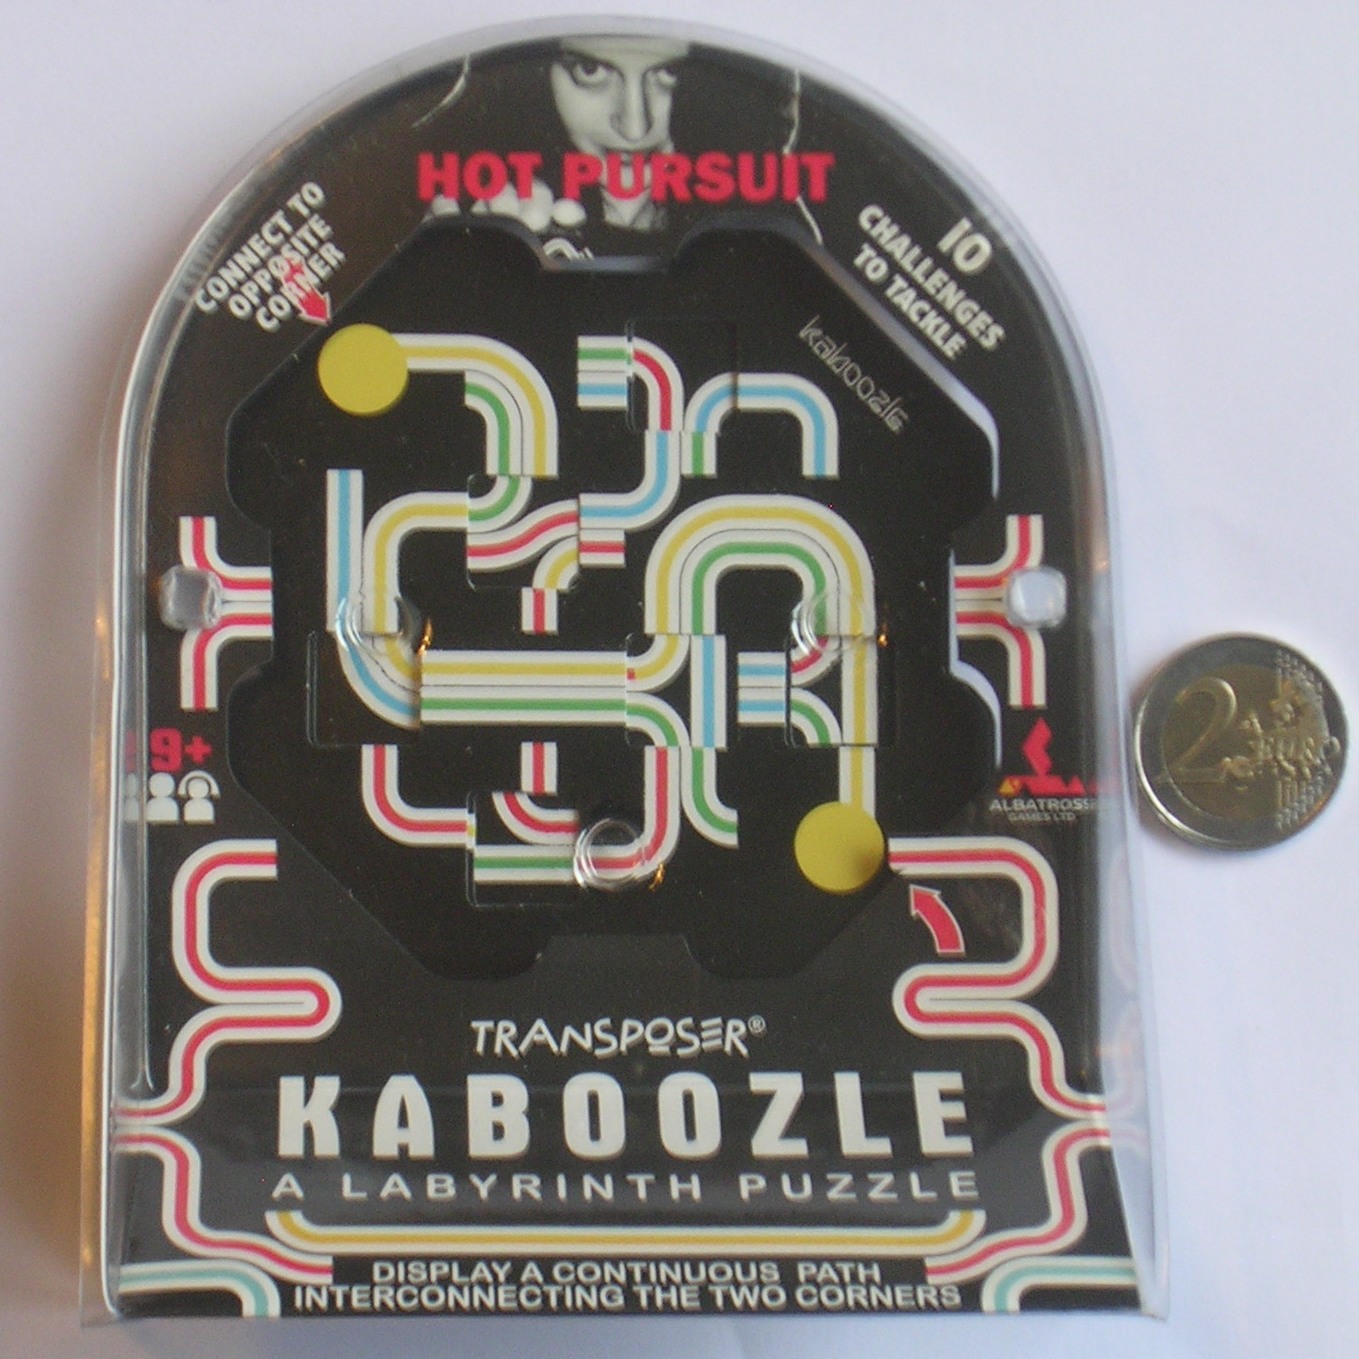 HOT PURSUIT
CONNECT TO
OPPOSITE
CORNER
10
CHALLENGES
TO TACKLE
kaboozle
9+
ALBATROSS
GAMES LTD
2 EURO
TRANSPOSER®
KABOOZLE
A LABYRINTH PUZZLE
DISPLAY A CONTINUOUS PATH
INTERCONNECTING THE TWO CORNERS